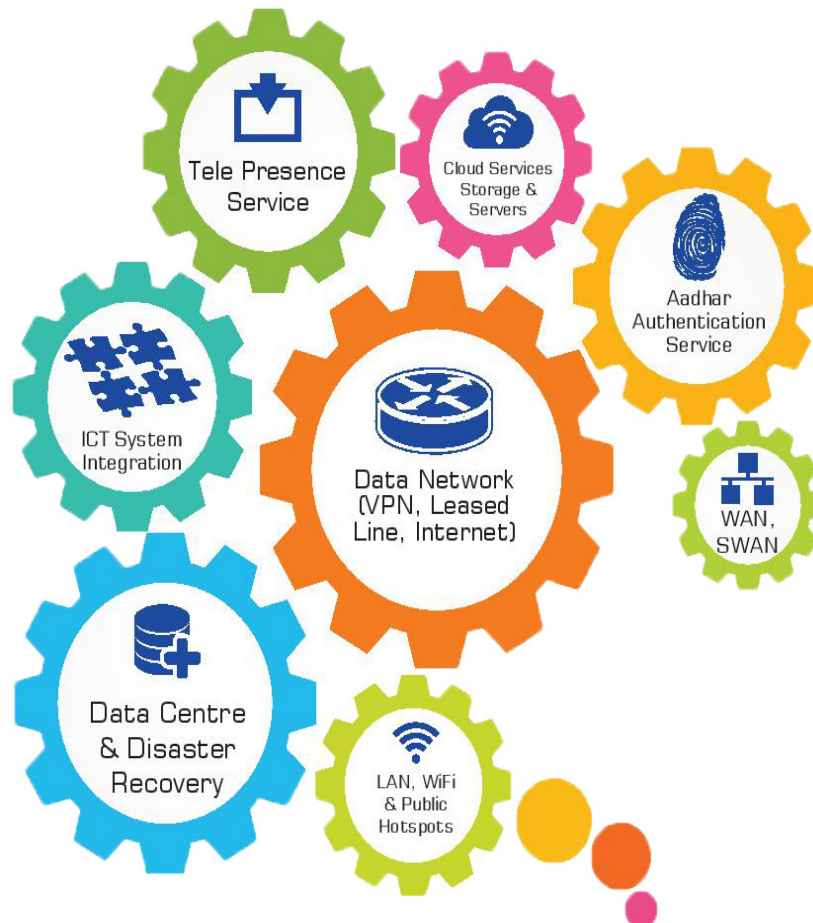 Tele Presence
Service
Cloud Services
Storage &
Servers
Aadhar
Authentication
Service
ICT System
Integration
Data Network
(VPN, Leased
Line, Internet)
WAN,
SWAN
Data Centre
& Disaster
Recovery
LAN, WiFi
& Public
Hotspots